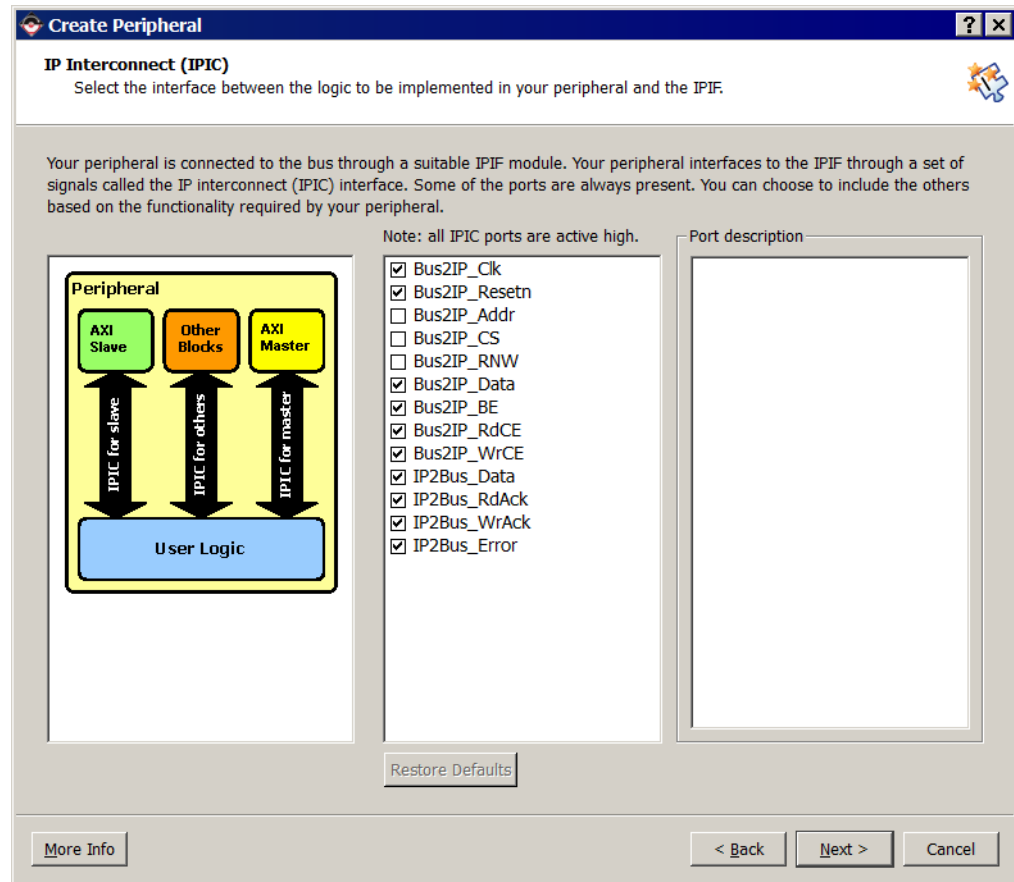 Create Peripheral
IP Interconnect (IPIC)
Select the interface between the logic to be implemented in your peripheral and the IPIF.
Your peripheral is connected to the bus through a suitable IPIF module. Your peripheral interfaces to the IPIF through a set of
signals called the IP interconnect (IPIC) interface. Some of the ports are always present. You can choose to include the others
based on the functionality required by your peripheral.
Note: all IPIC ports are active high.
Port description
Peripheral
AXI
Slave
Other
Blocks
AXI
Master
IPIC for slave
IPIC for others
IPIC for master
User Logic
Bus2IP_Clk
Bus2IP_Resetn
Bus2IP_Addr
Bus2IP_CS
Bus2IP_RNW
Bus2IP_Data
Bus2IP_BE
Bus2IP_RdCE
Bus2IP_WrCE
IP2Bus_Data
IP2Bus_RdAck
IP2Bus_WrAck
IP2Bus_Error
Restore Defaults
More Info
< Back
Next >
Cancel